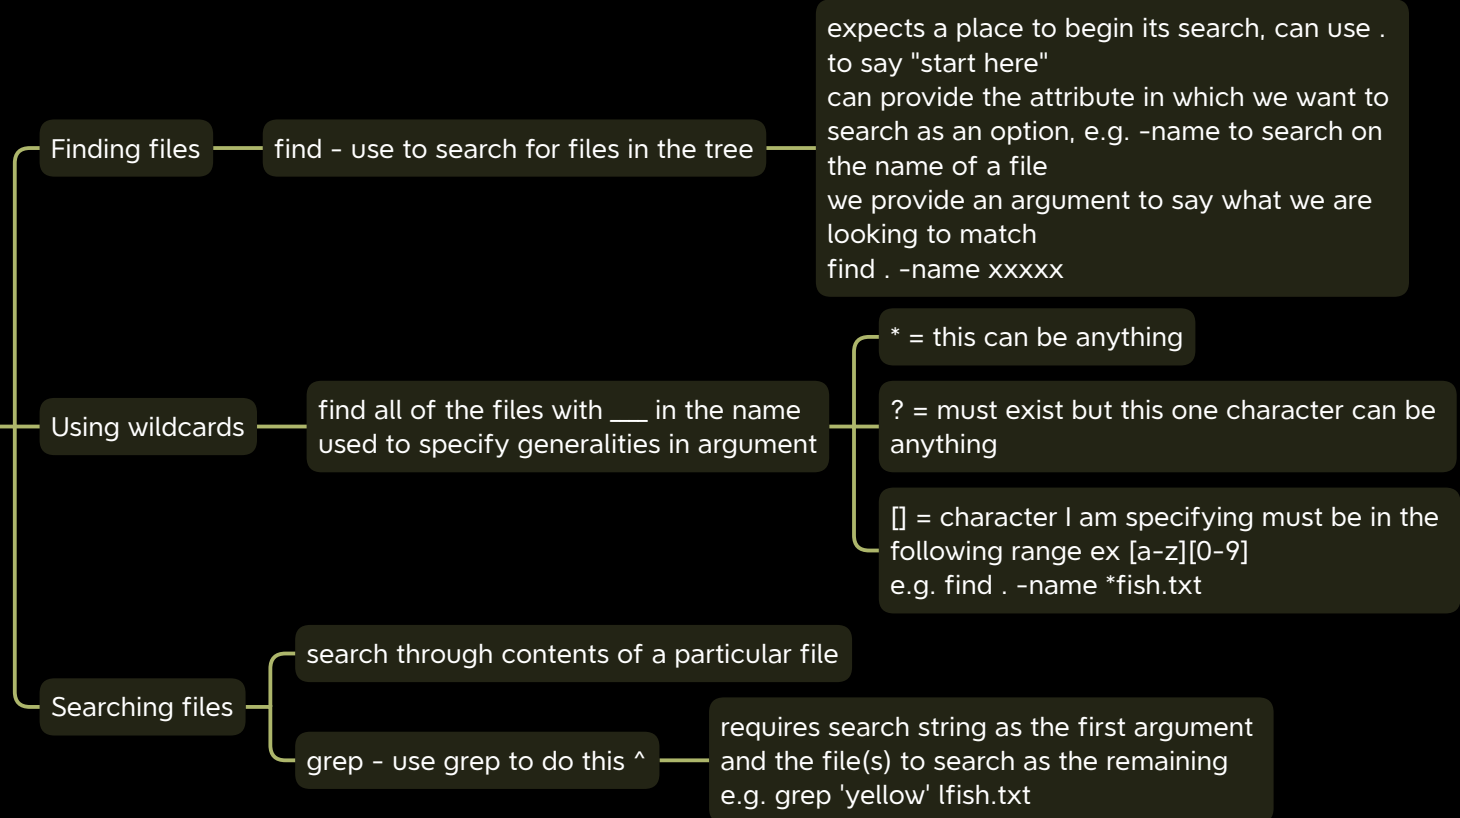 Finding files
find - use to search for files in the tree
expects a place to begin its search, can use .
to say "start here"
can provide the attribute in which we want to
search as an option, e.g. -name to search on
the name of a file
we provide an argument to say what we are
looking to match
find . -name xxxxx
Using wildcards
find all of the files with ___ in the name
used to specify generalities in argument
* = this can be anything
? = must exist but this one character can be
anything
[] = character I am specifying must be in the
following range ex [a-z][0-9]
e.g. find . -name *fish.txt
Searching files
search through contents of a particular file
grep - use grep to do this ^
requires search string as the first argument
and the file(s) to search as the remaining
e.g. grep 'yellow' lfish.txt